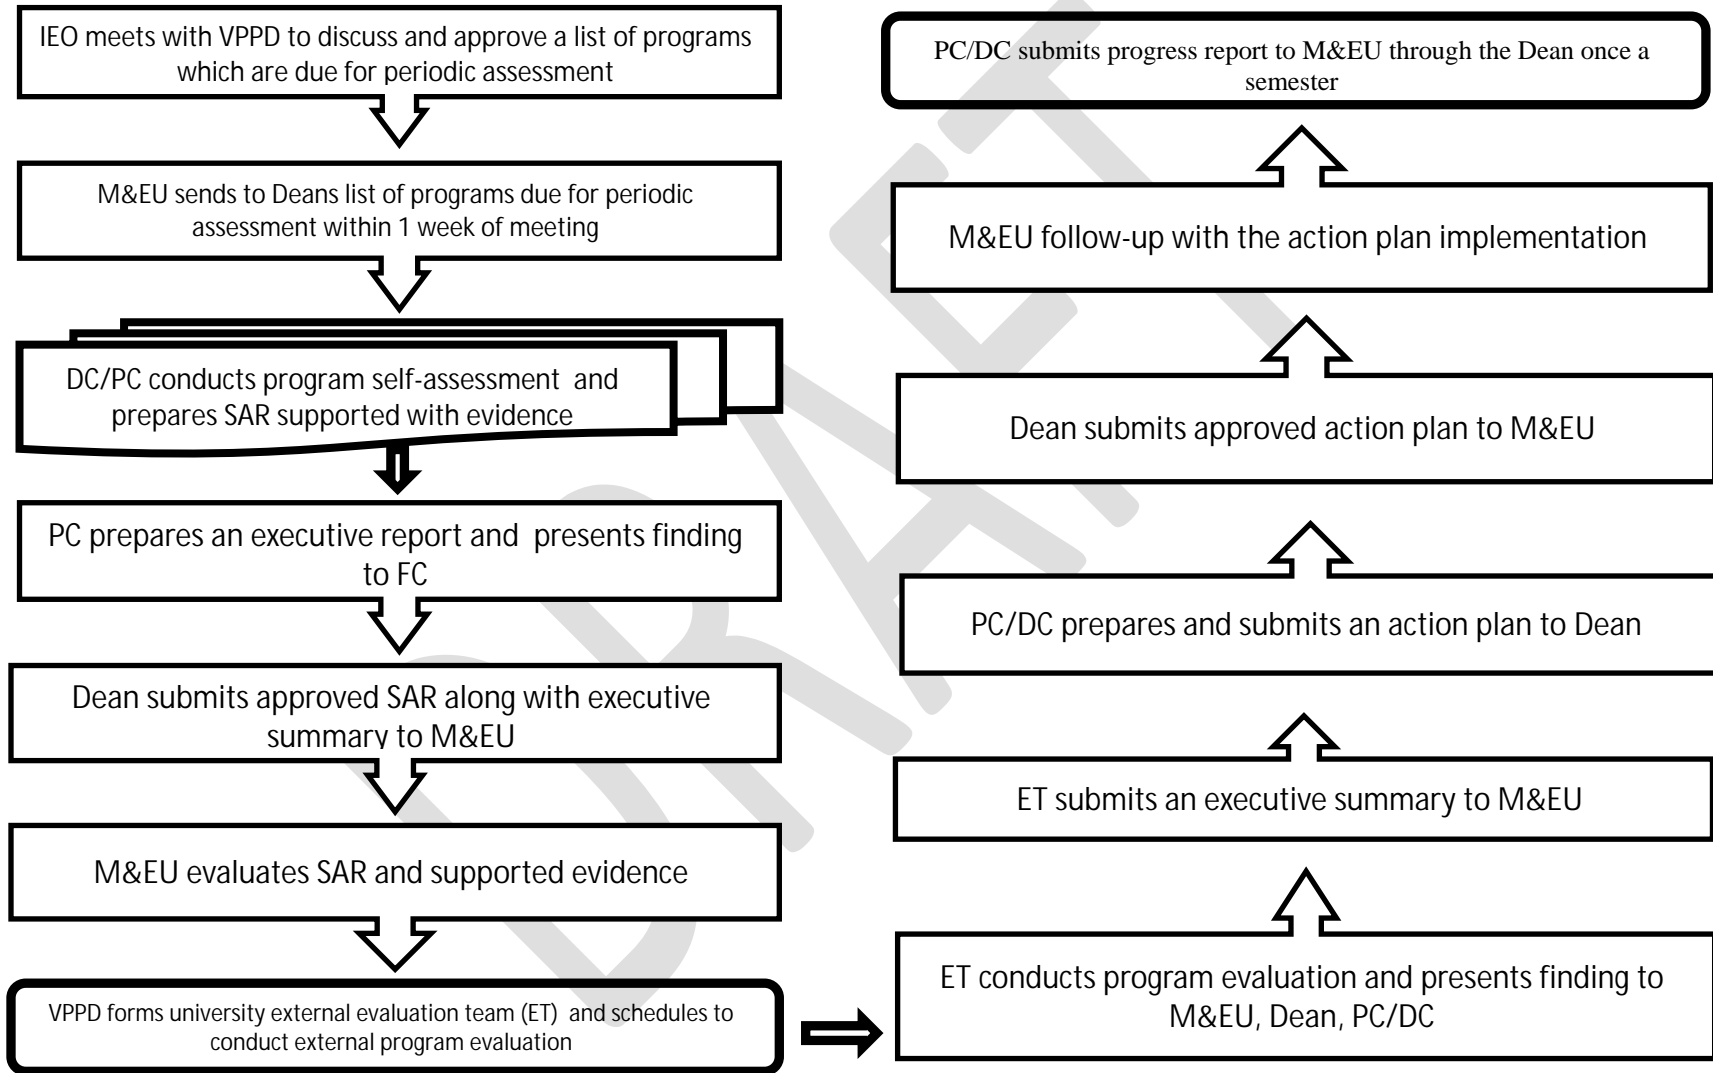 IEO meets with VPPD to discuss and approve a list of programs
which are due for periodic assessment
M&EU sends to Deans list of programs due for periodic
assessment within 1 week of meeting
DC/PC conducts program self-assessment and
prepares SAR supported with evidence
PC prepares an executive report and presents finding
to FC
Dean submits approved SAR along with executive
summary to M&EU
M&EU evaluates SAR and supported evidence
VPPD forms university external evaluation team (ET) and schedules to
conduct external program evaluation
ET conducts program evaluation and presents finding to
M&EU, Dean, PC/DC
ET submits an executive summary to M&EU
PC/DC prepares and submits an action plan to Dean
Dean submits approved action plan to M&EU
M&EU follow-up with the action plan implementation
PC/DC submits progress report to M&EU through the Dean once a
semester
DRAFT